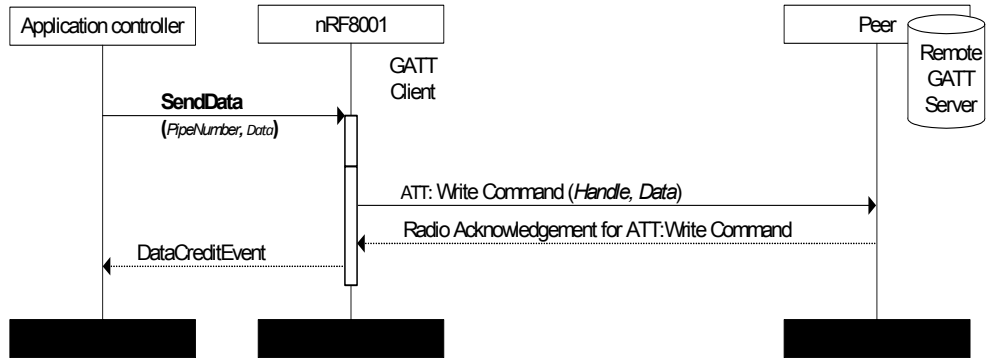 Application controller
nRF8001
Peer
GATT
Client
Remote
GATT
Server
SendData
(PipeNumber, Data)
ATT: Write Command (Handle, Data)
Radio Acknowledgement for ATT:Write Command
DataCreditEvent